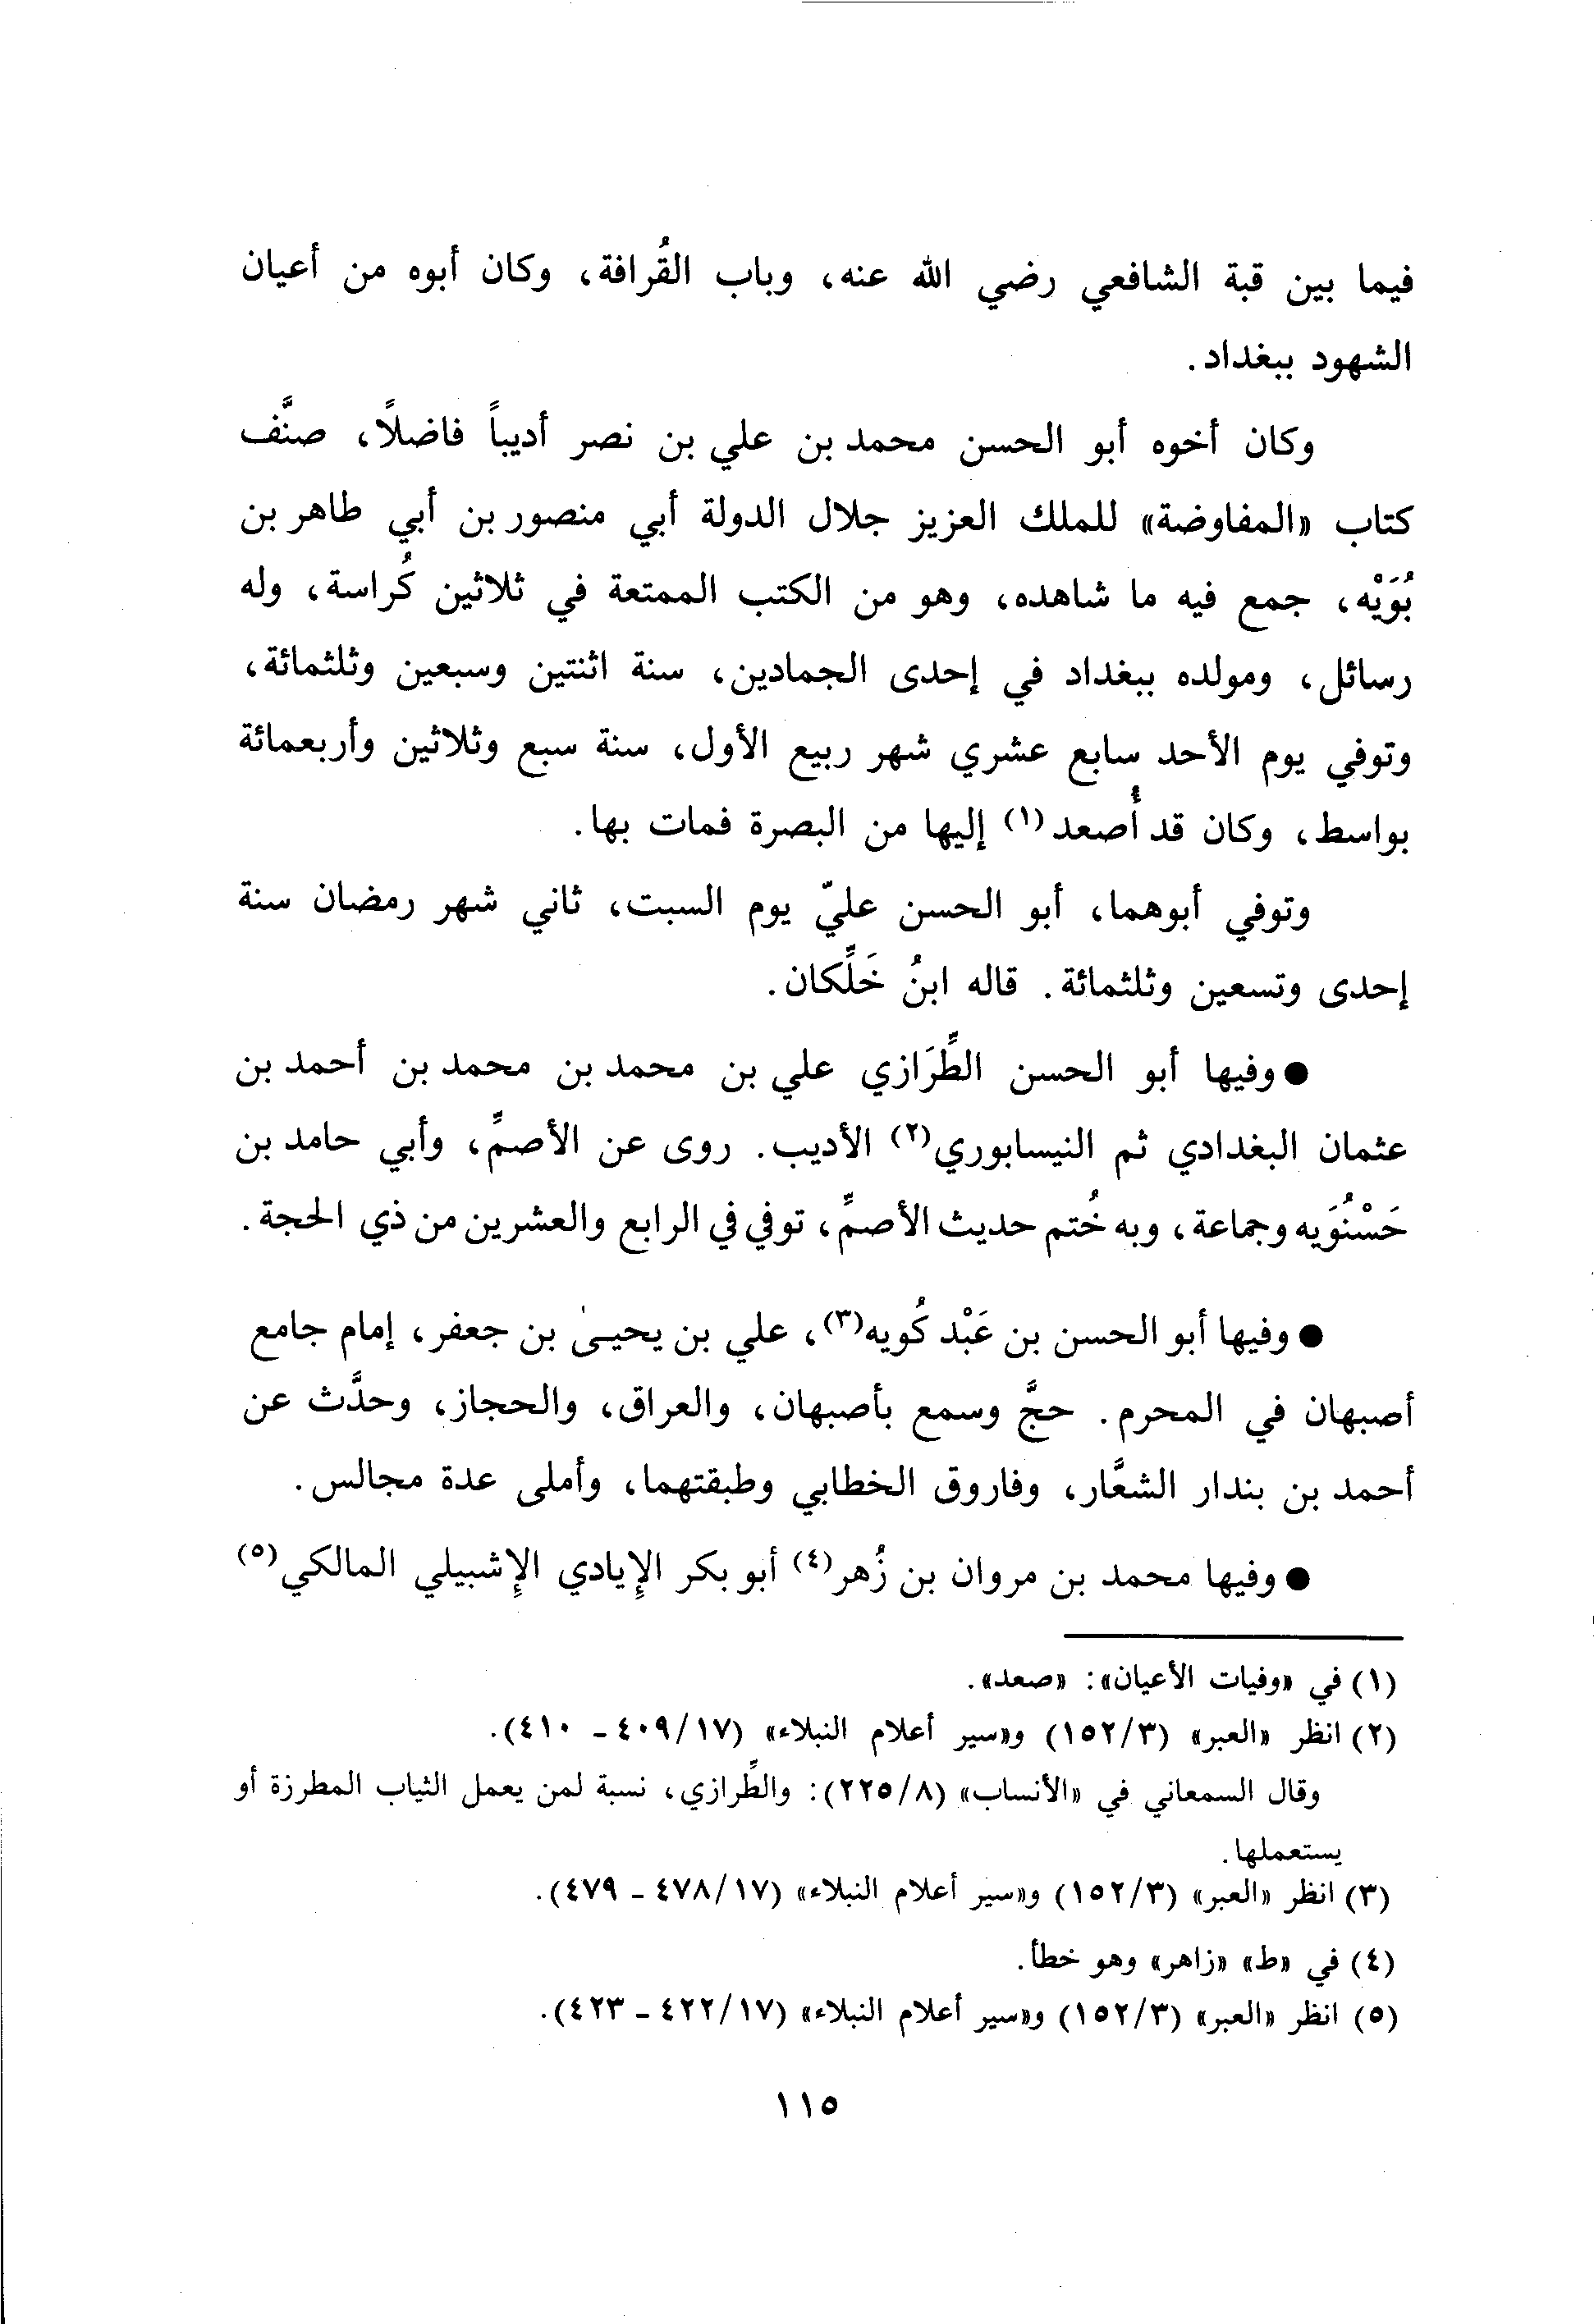 فيما بين قبة الشافعي رضي الله عنه، وباب القُرافة، وكان أبوه من أعيان
الشهود ببغداد.
وكان أخوه أبو الحسن محمد بن علي بن نصر أديباً فاضلاً، صنَّف
كتاب «المفاوضة» للملك العزيز جلال الدولة أبي منصور بن أبي طاهر بن
بُوَيْه، جمع فيه ما شاهده، وهو من الكتب الممتعة في ثلاثين كُراسة، وله
رسائل، ومولده ببغداد في إحدى الجمادين، سنة اثنتين وسبعين وثلثمائة،
وتوفي يوم الأحد سابع عشري شهر ربيع الأول، سنة سبع وثلاثين وأربعمائة
بواسط، وكان قد أُصعد(١) إليها من البصرة فمات بها.
وتوفي أبوهما، أبو الحسن عليّ يوم السبت، ثاني شهر رمضان سنة
إحدى وتسعين وثلثمائة. قاله ابنُ خَلِّكان.
● وفيها أبو الحسن الطِّرَازي علي بن محمد بن محمد بن أحمد بن
عثمان البغدادي ثم النيسابوري(٢) الأديب. روى عن الأصمِّ، وأبي حامد بن
حَسْنُوَيه وجماعة، وبه خُتم حديث الأصمِّ، توفي في الرابع والعشرين من ذي الحجة.
● وفيها أبو الحسن بن عَبْد كُويه(٣)، علي بن يحيىٰ بن جعفر، إمام جامع
أصبهان في المحرم. حجَّ وسمع بأصبهان، والعراق، والحجاز، وحدَّث عن
أحمد بن بندار الشعَّار، وفاروق الخطابي وطبقتهما، وأملى عدة مجالس.
● وفيها محمد بن مروان بن زُهر(٤) أبو بكر الإيادي الإشبيلي المالكي(٥)
(١) في «وفيات الأعيان»: «صعد».
(٢) انظر «العبر» (١٥٢/٣) و«سير أعلام النبلاء» (٤٠٩/١٧ - ٤١٠).
وقال السمعاني في «الأنساب» (٢٢٥/٨): والطِّرازي، نسبة لمن يعمل الثياب المطرزة أو
يستعملها.
(٣) انظر «العبر» (١٥٢/٣) و«سير أعلام النبلاء» (٤٧٨/١٧ - ٤٧٩).
(٤) في «ط» «زاهر» وهو خطأ.
(٥) انظر «العبر» (١٥٢/٣) و«سير أعلام النبلاء» (٤٢٢/١٧ - ٤٢٣).
١١٥